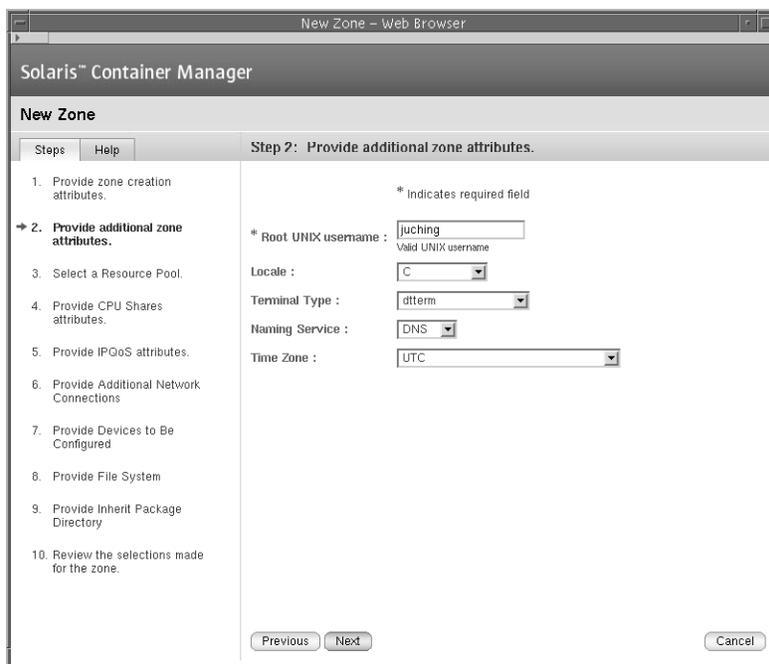 New Zone – Web Browser
Solaris™ Container Manager
New Zone
Steps Help
Step 2: Provide additional zone attributes.
1. Provide zone creation
attributes.
2. Provide additional zone
attributes.
3. Select a Resource Pool.
4. Provide CPU Shares
attributes.
5. Provide IPQoS attributes.
6. Provide Additional Network
Connections
7. Provide Devices to Be
Configured
8. Provide File System
9. Provide Inherit Package
Directory
10. Review the selections made
for the zone.
* Indicates required field
* Root UNIX username : juching
Valid UNIX username
Locale : C
Terminal Type : dtterm
Naming Service : DNS
Time Zone : UTC
Previous Next Cancel